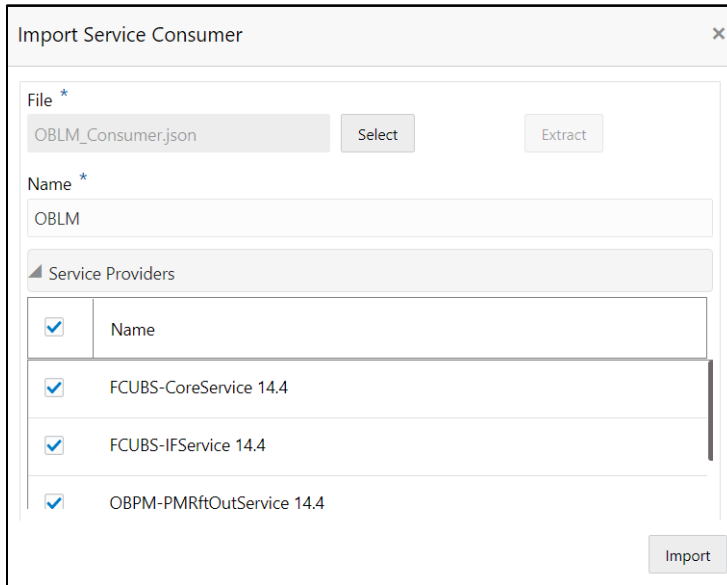 Import Service Consumer ×
File *
OBLM_Consumer.json Select Extract
Name *
OBLM
Service Providers
Name
FCUBS-CoreService 14.4
FCUBS-IFService 14.4
OBPM-PMRftOutService 14.4
Import